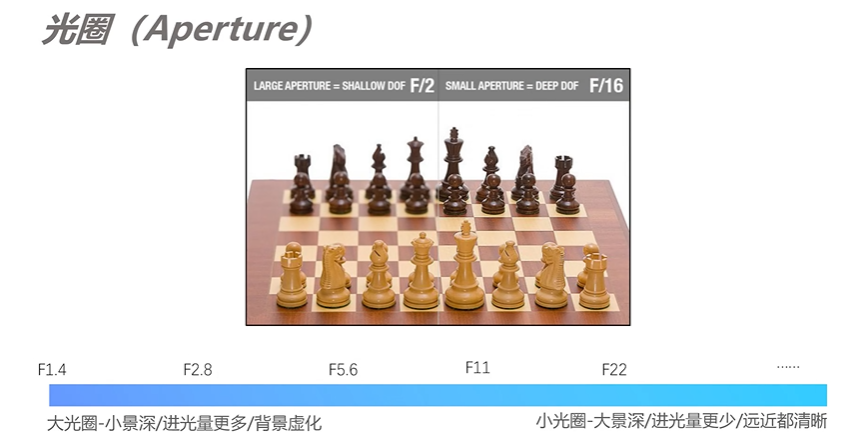 光圈（Aperture）
LARGE APERTURE = SHALLOW DOF F/2 SMALL APERTURE = DEEP DOF F/16
F1.4 F2.8 F5.6 F11 F22 ……
大光圈-小景深/进光量更多/背景虚化 小光圈-大景深/进光量更少/远近都清晰